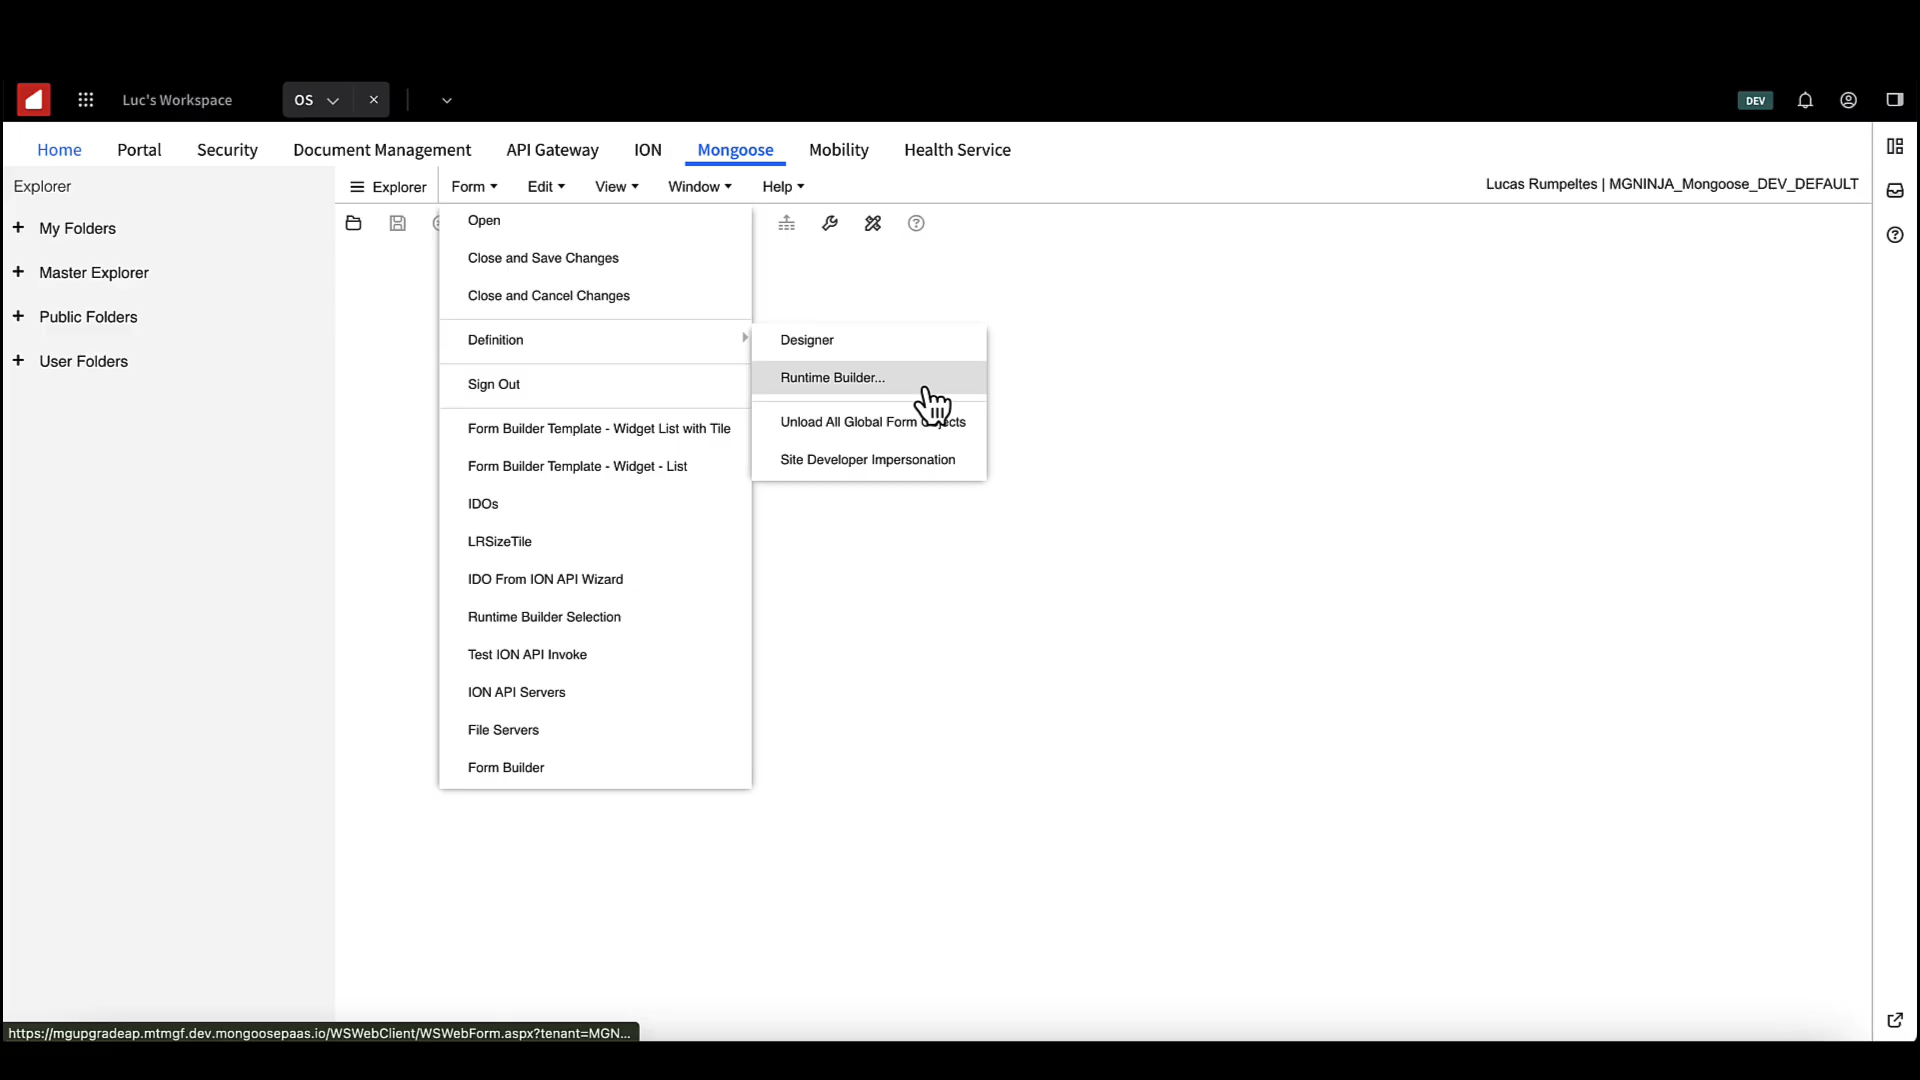 Luc's Workspace
OS
DEV
Home
Portal
Security
Document Management
API Gateway
ION
Mongoose
Mobility
Health Service
Explorer
Explorer
Form
Edit
View
Window
Help
Lucas Rumpeltes | MGNINJA_Mongoose_DEV_DEFAULT
My Folders
Master Explorer
Public Folders
User Folders
Open
Close and Save Changes
Close and Cancel Changes
Definition
Sign Out
Form Builder Template - Widget List with Tile
Form Builder Template - Widget - List
IDOs
LRSizeTile
IDO From ION API Wizard
Runtime Builder Selection
Test ION API Invoke
ION API Servers
File Servers
Form Builder
Designer
Runtime Builder...
Unload All Global Form Objects
Site Developer Impersonation
https://mgupgradeap.mtmgf.dev.mongoosepaas.io/WSWebClient/WSWebForm.aspx?tenant=MGN...